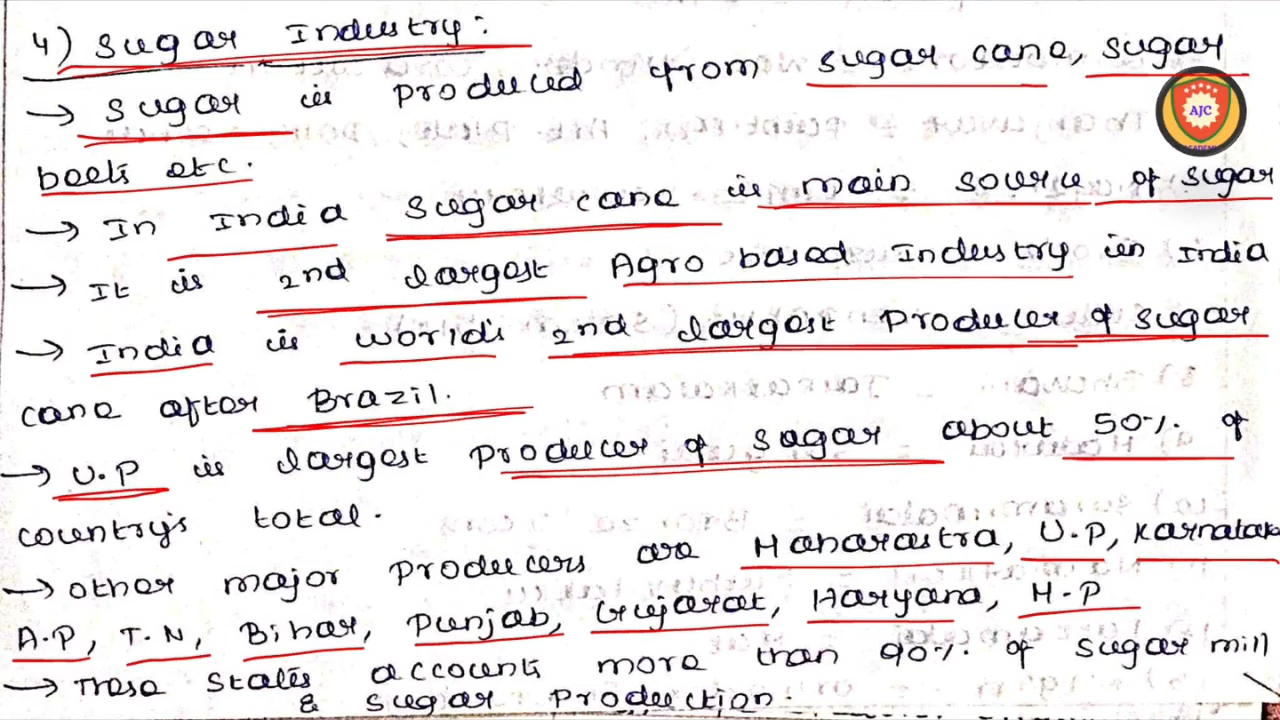 4) Sugar Industry:
→ Sugar is produced from sugar cane, sugar
beets etc.
→ In India sugar cane is main source of sugar
→ It is 2nd largest Agro based Industry in India
→ India is world's 2nd largest producer of sugar
cane after Brazil.
→ U.P is largest producer of sugar about 50% of
country's total.
→ other major producers are Maharastra, U.P, Karnatak
A.P, T.N, Bihar, Punjab, Gujarat, Haryana, M.P
→ These states accounts more than 90% of sugar mill
& sugar production.
AJC